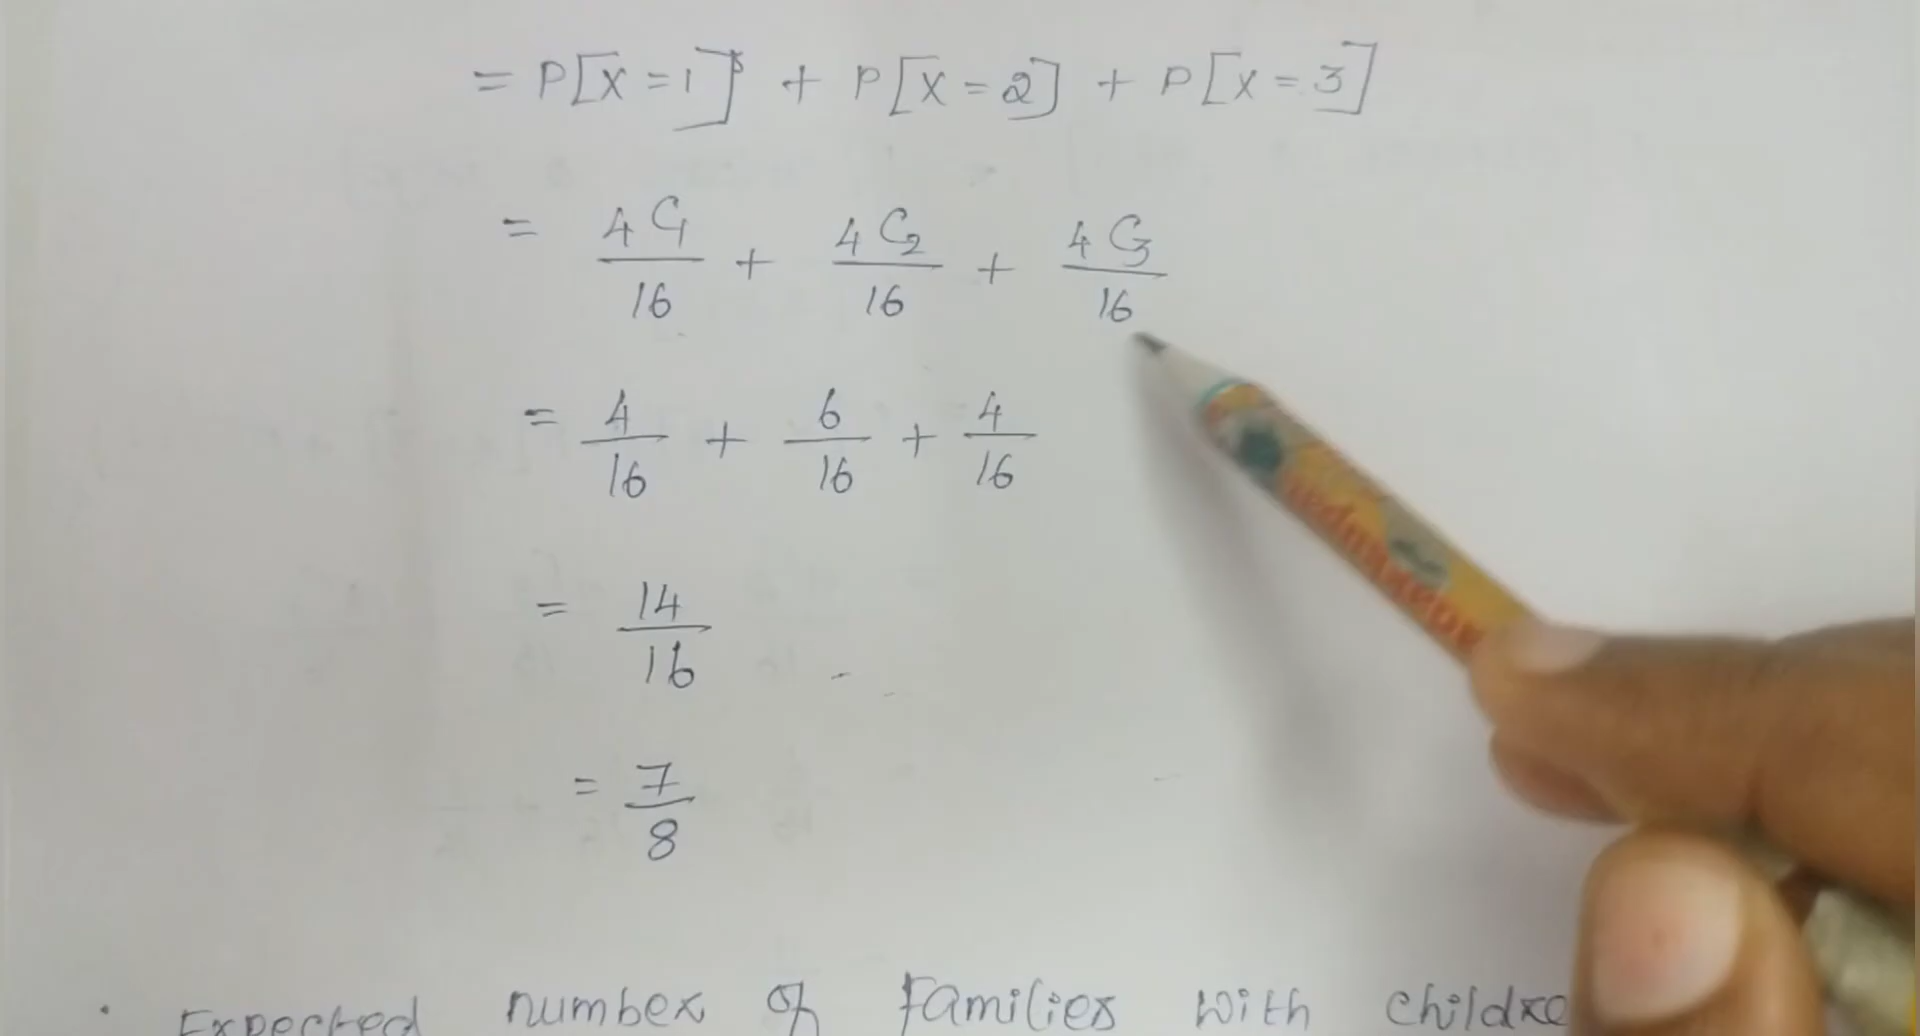 = P[X=1] + P[X=2] + P[X=3]
= 4C1/16 + 4C2/16 + 4C3/16
= 4/16 + 6/16 + 4/16
= 14/16
= 7/8
Expected number of Families with childre